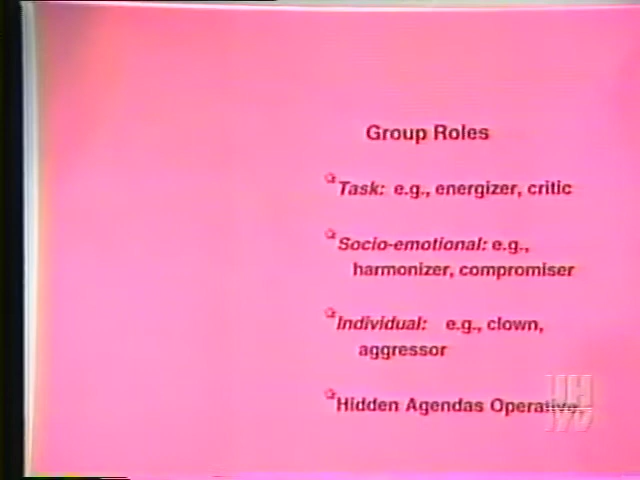 Group Roles
Task: e.g., energizer, critic
Socio-emotional: e.g.,
harmonizer, compromiser
Individual: e.g., clown,
aggressor
Hidden Agendas Operative